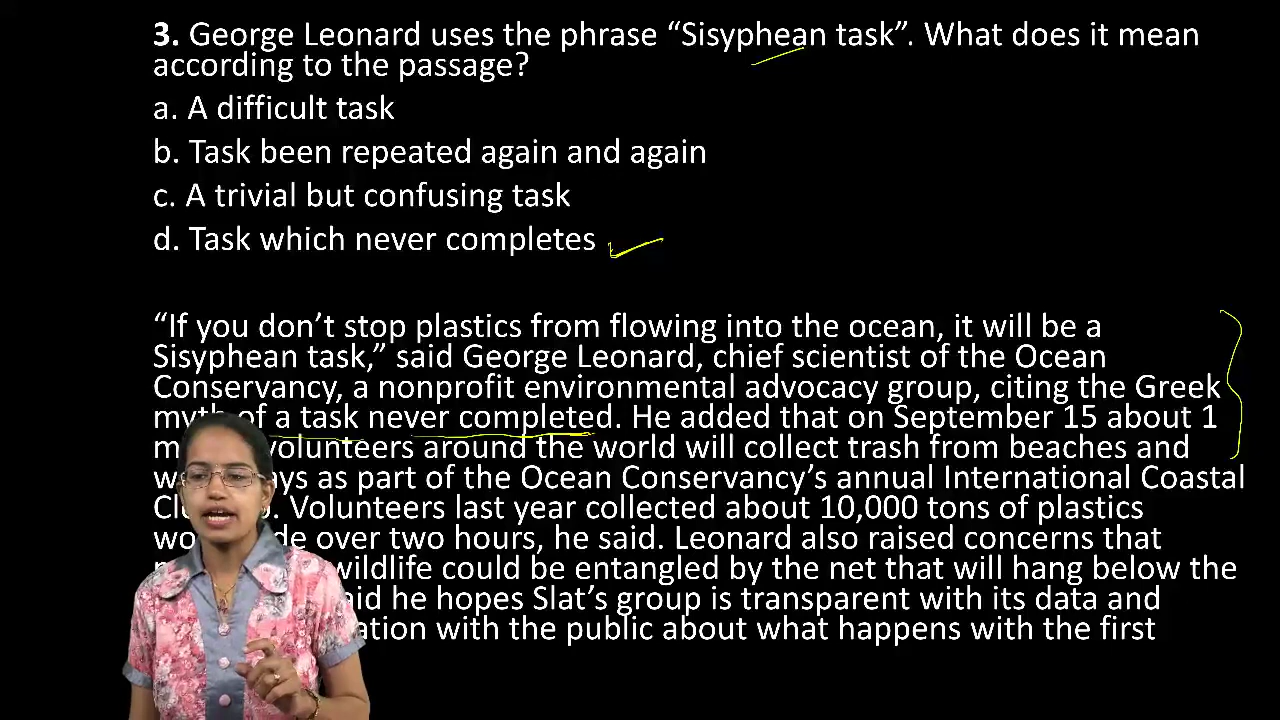 3. George Leonard uses the phrase “Sisyphean task”. What does it mean
according to the passage?
a. A difficult task
b. Task been repeated again and again
c. A trivial but confusing task
d. Task which never completes
“If you don’t stop plastics from flowing into the ocean, it will be a
Sisyphean task,” said George Leonard, chief scientist of the Ocean
Conservancy, a nonprofit environmental advocacy group, citing the Greek
myth of a task never completed. He added that on September 15 about 1
volunteers around the world will collect trash from beaches and
as part of the Ocean Conservancy’s annual International Coastal
Volunteers last year collected about 10,000 tons of plastics
over two hours, he said. Leonard also raised concerns that
wildlife could be entangled by the net that will hang below the
he hopes Slat’s group is transparent with its data and
with the public about what happens with the first